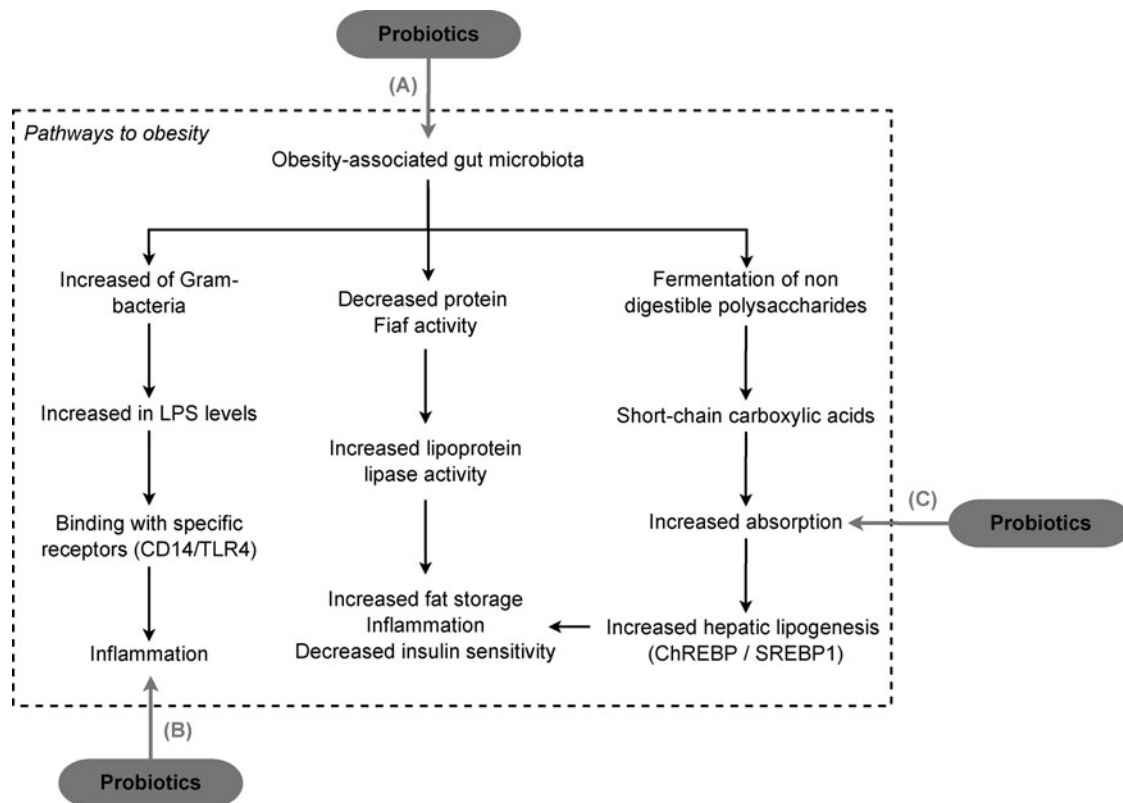 Probiotics
(A)
Pathways to obesity
Obesity-associated gut microbiota
Increased of Gram-
bacteria
Increased in LPS levels
Binding with specific
receptors (CD14/TLR4)
Inflammation
Decreased protein
Fiaf activity
Increased lipoprotein
lipase activity
Increased fat storage
Inflammation
Decreased insulin sensitivity
Fermentation of non
digestible polysaccharides
Short-chain carboxylic acids
Increased absorption
Increased hepatic lipogenesis
(ChREBP / SREBP1)
(C)
Probiotics
(B)
Probiotics